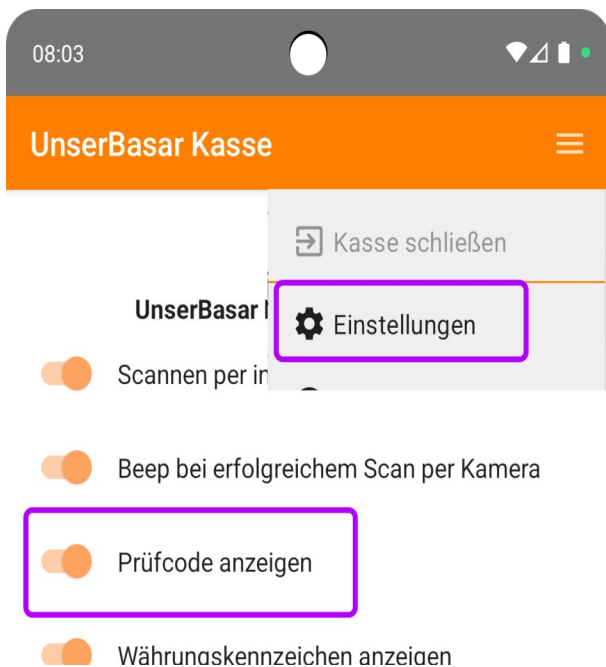 08:03
UnserBasar Kasse
Kasse schließen
Einstellungen
UnserBasar
Scannen per in
Beep bei erfolgreichem Scan per Kamera
Prüfcode anzeigen
Währungskennzeichen anzeigen